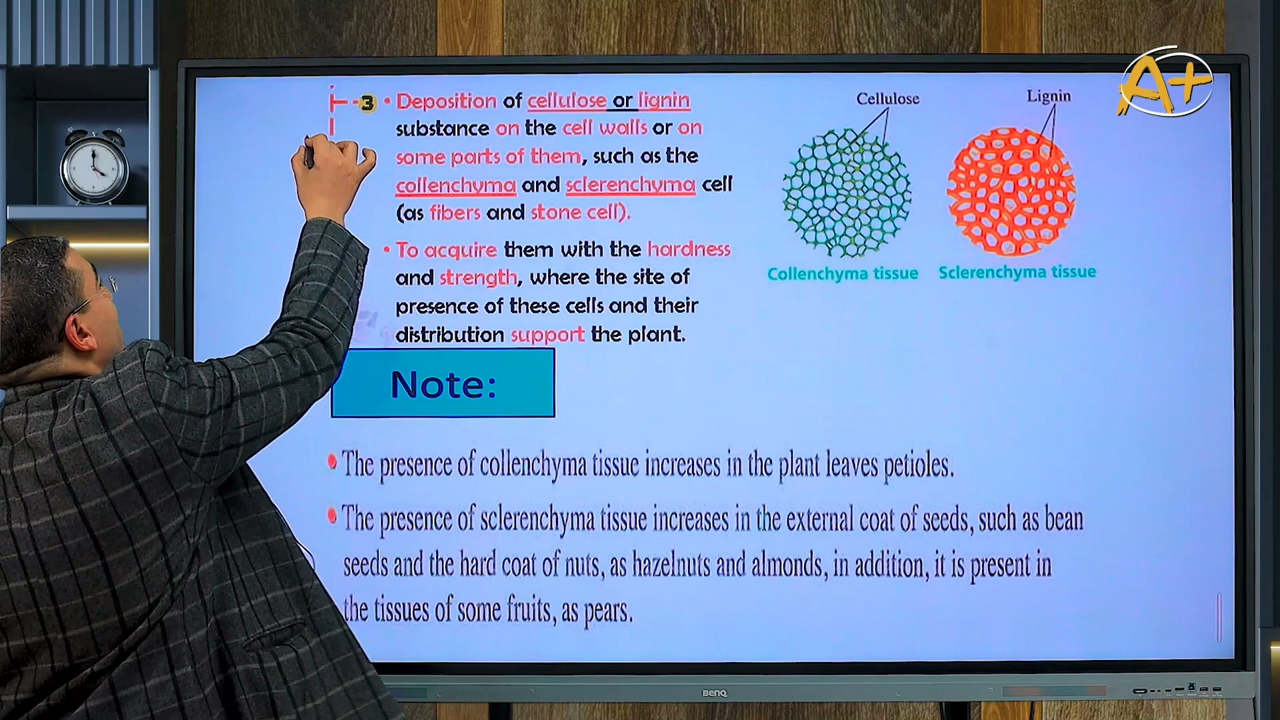 A+
3 • Deposition of cellulose or lignin
substance on the cell walls or on
some parts of them, such as the
collenchyma and sclerenchyma cell
(as fibers and stone cell).
• To acquire them with the hardness
and strength, where the site of
presence of these cells and their
distribution support the plant.
Cellulose
Lignin
Collenchyma tissue
Sclerenchyma tissue
Note:
• The presence of collenchyma tissue increases in the plant leaves petioles.
• The presence of sclerenchyma tissue increases in the external coat of seeds, such as bean
seeds and the hard coat of nuts, as hazelnuts and almonds, in addition, it is present in
the tissues of some fruits, as pears.
BENQ